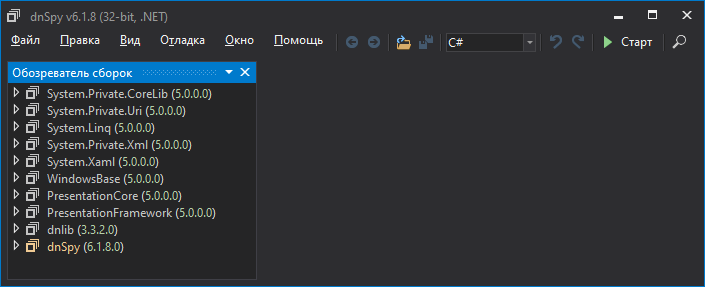 dnSpy v6.1.8 (32-bit, .NET)
Файл Правка Вид Отладка Окно Помощь C# Старт
Обозреватель сборок
System.Private.CoreLib (5.0.0.0)
System.Private.Uri (5.0.0.0)
System.Linq (5.0.0.0)
System.Private.Xml (5.0.0.0)
System.Xaml (5.0.0.0)
WindowsBase (5.0.0.0)
PresentationCore (5.0.0.0)
PresentationFramework (5.0.0.0)
dnlib (3.3.2.0)
dnSpy (6.1.8.0)